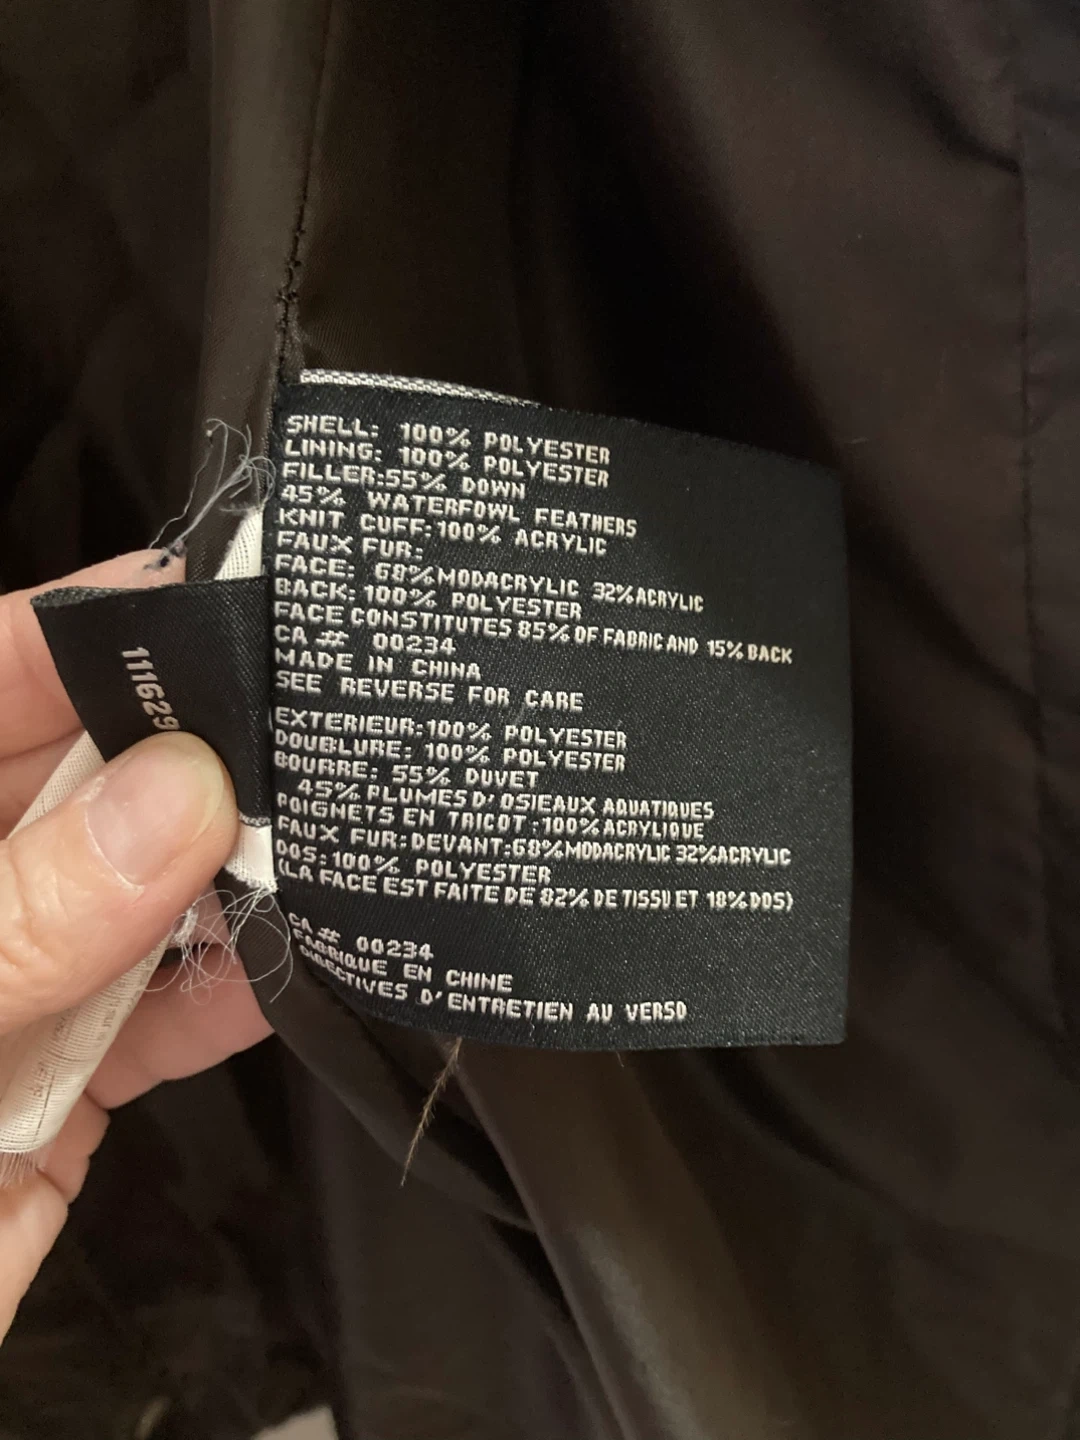 SHELL: 100% POLYESTER
LINING: 100% POLYESTER
FILLER:55% DOWN
45% WATERFOWL FEATHERS
KNIT CUFF:100% ACRYLIC
FAUX FUR:
FACE: 68%MODACRYLIC 32%ACRYLIC
BACK:100% POLYESTER
FACE CONSTITUTES 85% OF FABRIC AND 15% BACK
CA # 00234
MADE IN CHINA
SEE REVERSE FOR CARE
EXTERIEUR:100% POLYESTER
DOUBLURE: 100% POLYESTER
BOURRE: 55% DUVET
45% PLUMES D'OSIEAUX AQUATIQUES
POIGNETS EN TRICOT :100% ACRYLIQUE
FAUX FUR:DEVANT:68%MODACRYLIC 32%ACRYLIC
DOS:100% POLYESTER
(LA FACE EST FAITE DE 82% DE TISSU ET 18% DOS)
CA # 00234
FABRIQUE EN CHINE
DIRECTIVES D'ENTRETIEN AU VERSO
111629